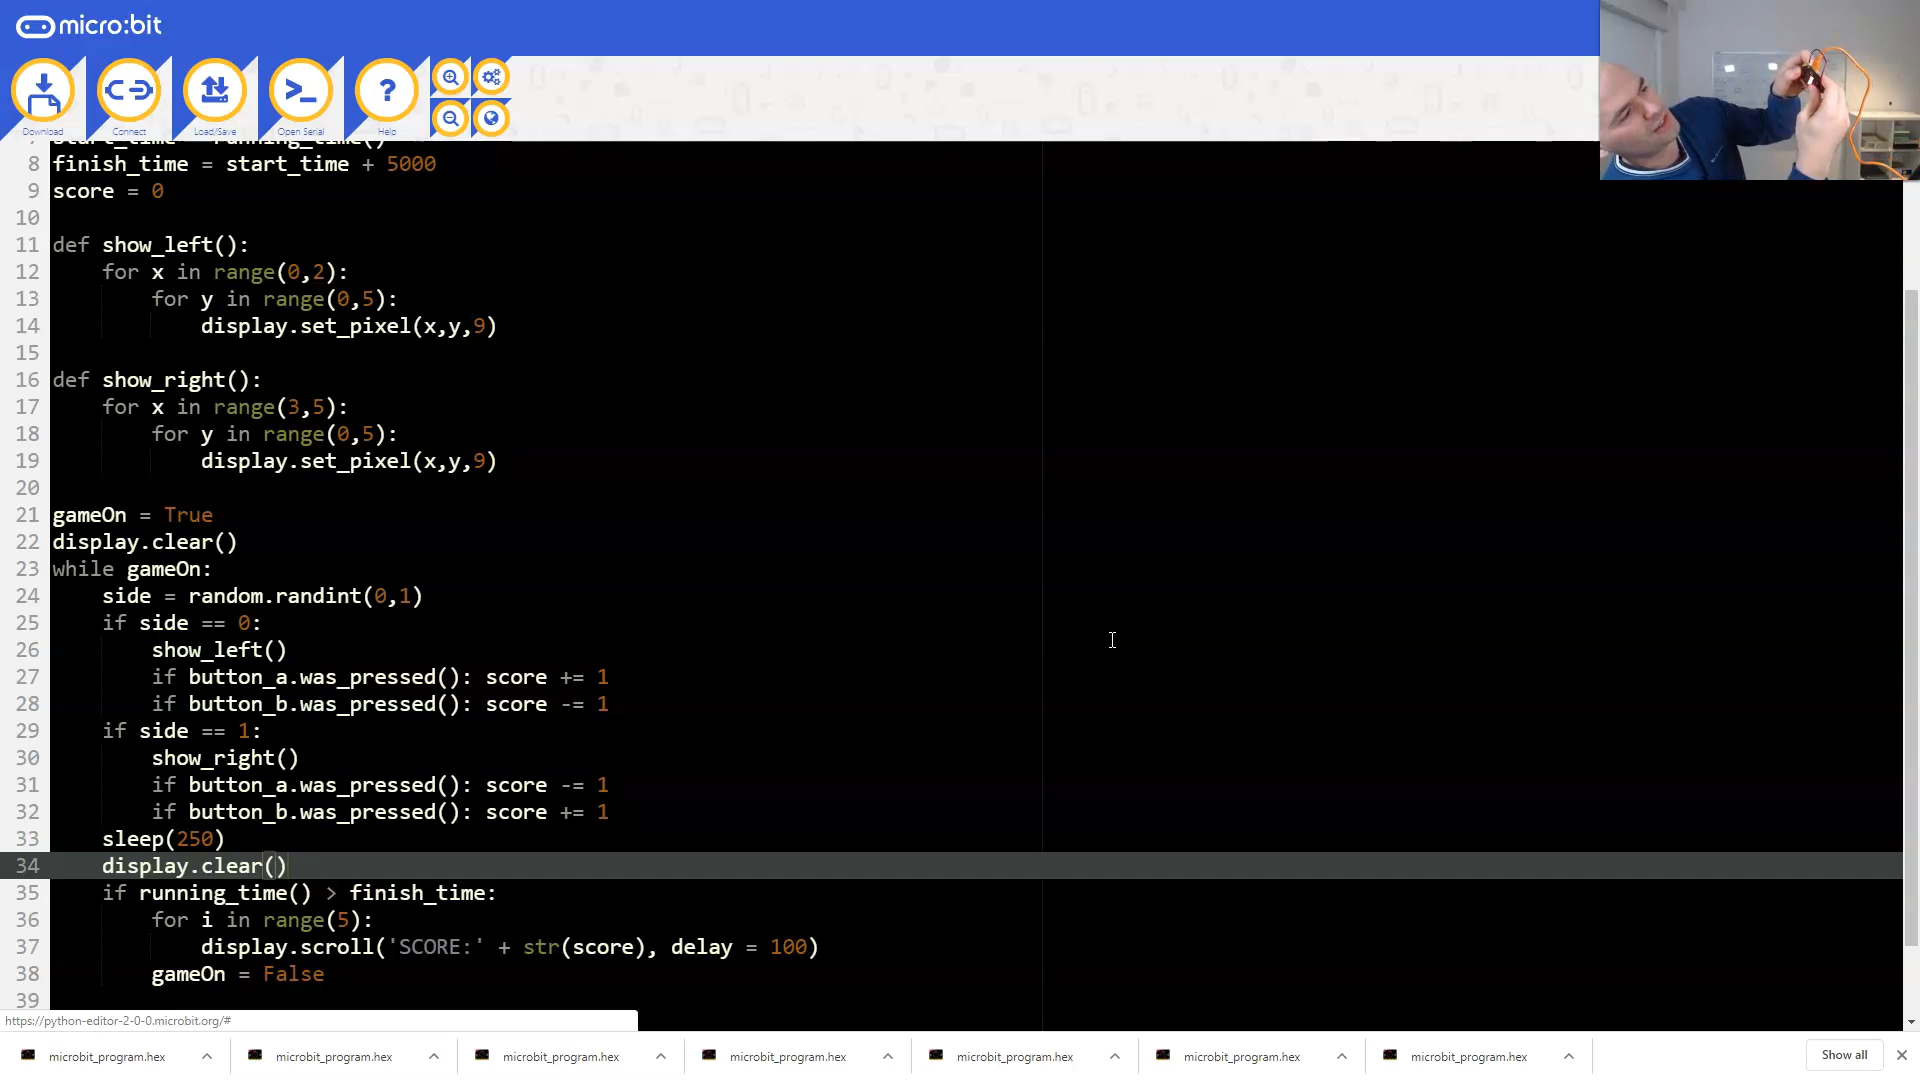 micro:bit
Download
Connect
Load/Save
Open Serial
Help
start_time = running_time()
8 finish_time = start_time + 5000
9 score = 0
10
11 def show_left():
12 for x in range(0,2):
13 for y in range(0,5):
14 display.set_pixel(x,y,9)
15
16 def show_right():
17 for x in range(3,5):
18 for y in range(0,5):
19 display.set_pixel(x,y,9)
20
21 gameOn = True
22 display.clear()
23 while gameOn:
24 side = random.randint(0,1)
25 if side == 0:
26 show_left()
27 if button_a.was_pressed(): score += 1
28 if button_b.was_pressed(): score -= 1
29 if side == 1:
30 show_right()
31 if button_a.was_pressed(): score -= 1
32 if button_b.was_pressed(): score += 1
33 sleep(250)
34 display.clear()
35 if running_time() > finish_time:
36 for i in range(5):
37 display.scroll('SCORE:' + str(score), delay = 100)
38 gameOn = False
39
https://python-editor-2-0-0.microbit.org/#
microbit_program.hex
microbit_program.hex
microbit_program.hex
microbit_program.hex
microbit_program.hex
microbit_program.hex
microbit_program.hex
Show all